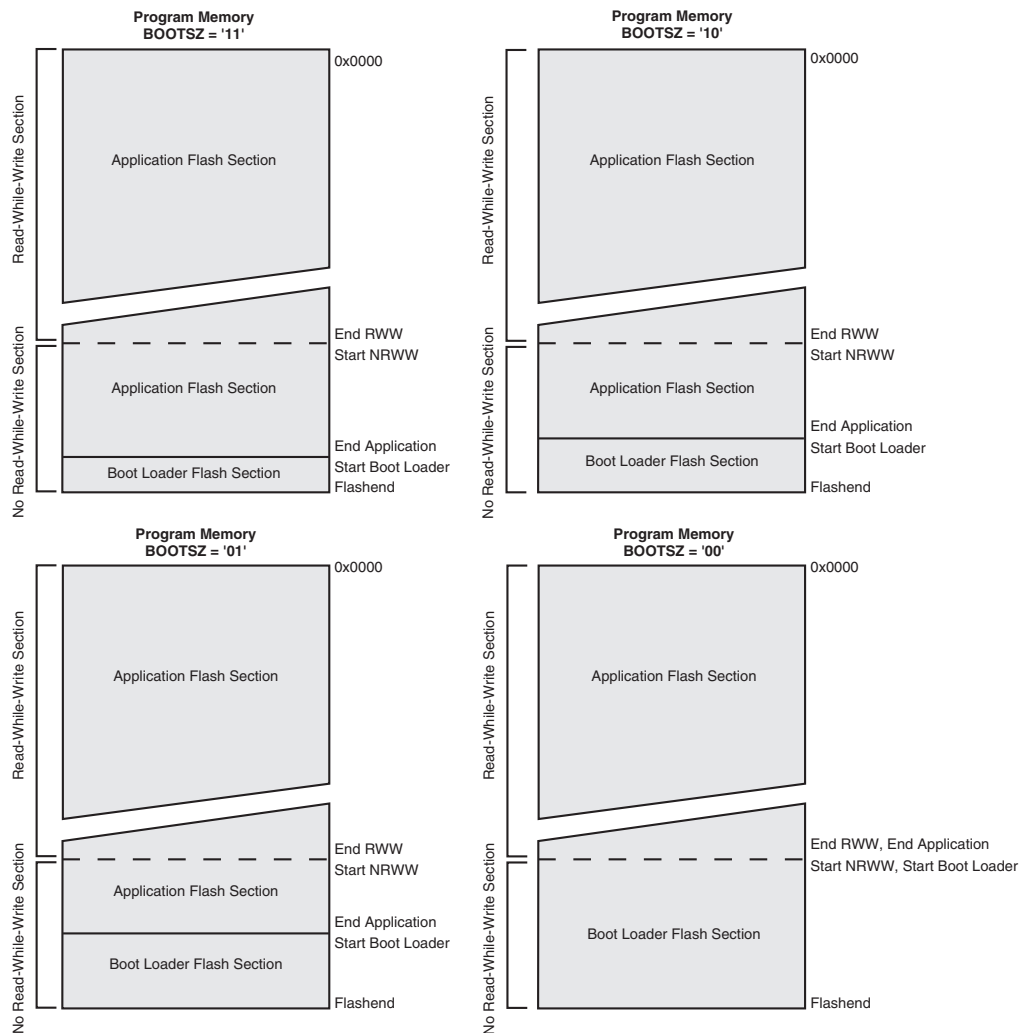 Program Memory
BOOTSZ = '11'
0x0000
Read-While-Write Section
Application Flash Section
End RWW
Start NRWW
No Read-While-Write Section
Application Flash Section
End Application
Start Boot Loader
Boot Loader Flash Section
Flashend
Program Memory
BOOTSZ = '10'
0x0000
Read-While-Write Section
Application Flash Section
End RWW
Start NRWW
No Read-While-Write Section
Application Flash Section
End Application
Start Boot Loader
Boot Loader Flash Section
Flashend
Program Memory
BOOTSZ = '01'
0x0000
Read-While-Write Section
Application Flash Section
End RWW
Start NRWW
No Read-While-Write Section
Application Flash Section
End Application
Start Boot Loader
Boot Loader Flash Section
Flashend
Program Memory
BOOTSZ = '00'
0x0000
Read-While-Write Section
Application Flash Section
End RWW, End Application
Start NRWW, Start Boot Loader
No Read-While-Write Section
Boot Loader Flash Section
Flashend